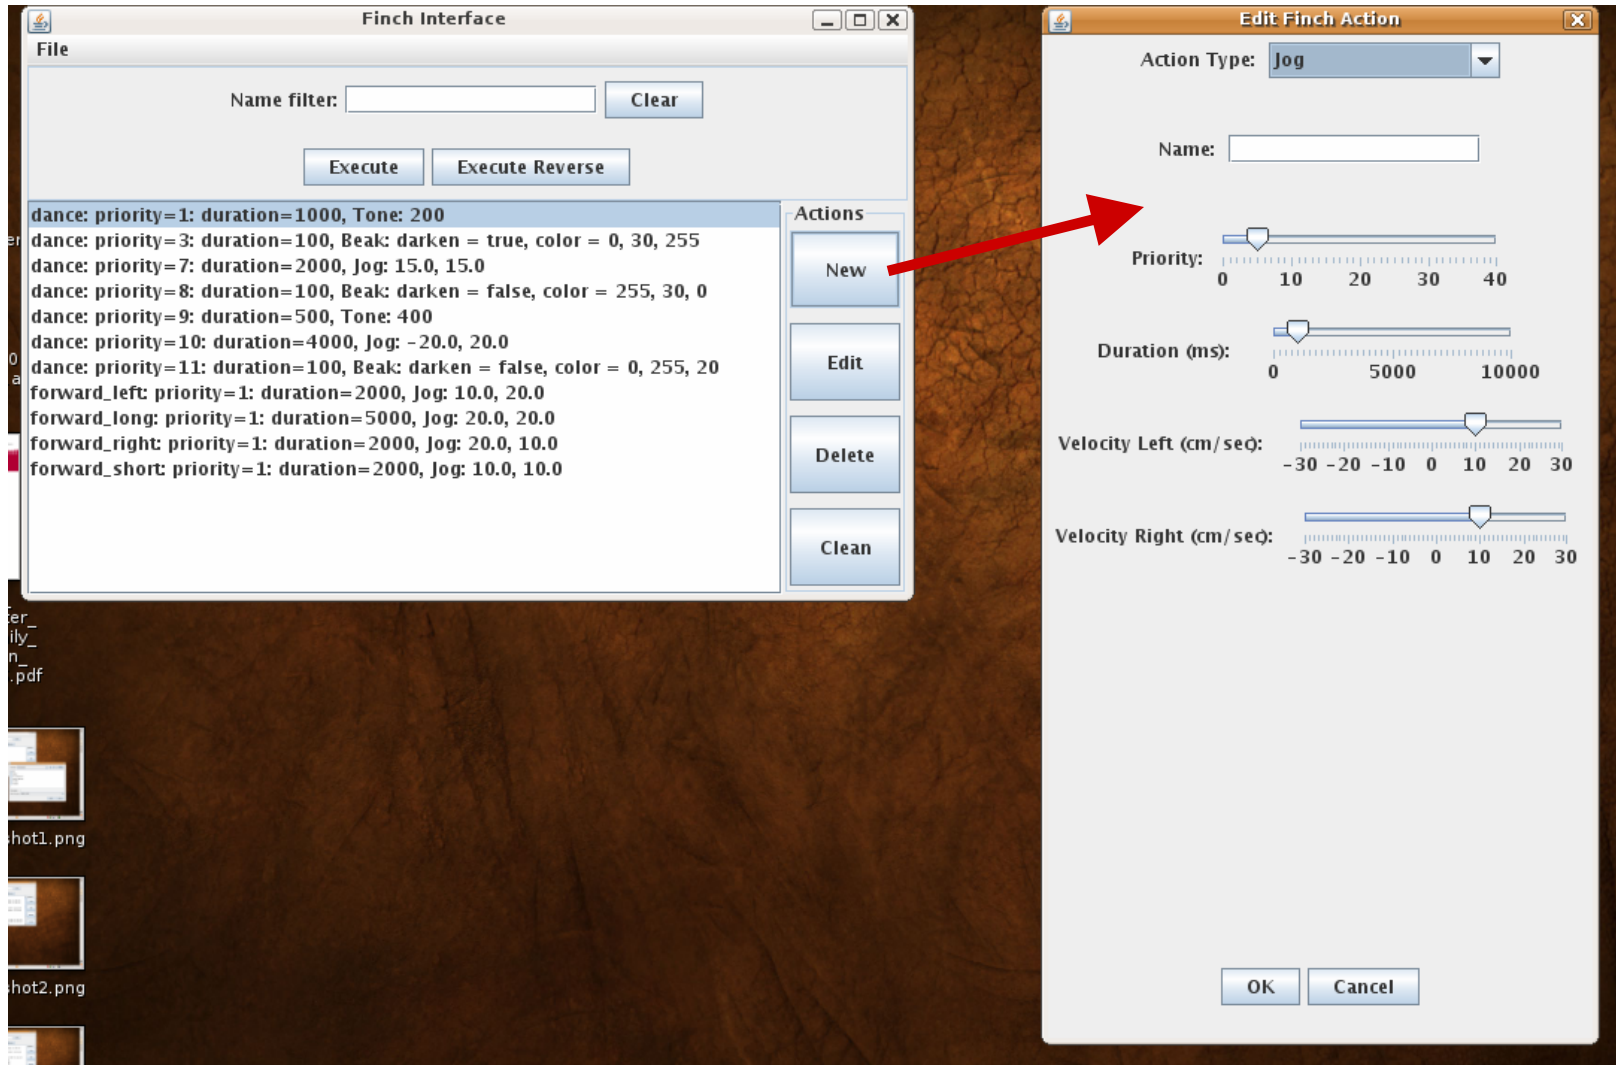 Finch Interface
File
Name filter:
Clear
Execute
Execute Reverse
dance: priority=1: duration=1000, Tone: 200
dance: priority=3: duration=100, Beak: darken = true, color = 0, 30, 255
dance: priority=7: duration=2000, Jog: 15.0, 15.0
dance: priority=8: duration=100, Beak: darken = false, color = 255, 30, 0
dance: priority=9: duration=500, Tone: 400
dance: priority=10: duration=4000, Jog: -20.0, 20.0
dance: priority=11: duration=100, Beak: darken = false, color = 0, 255, 20
forward_left: priority=1: duration=2000, Jog: 10.0, 20.0
forward_long: priority=1: duration=5000, Jog: 20.0, 20.0
forward_right: priority=1: duration=2000, Jog: 20.0, 10.0
forward_short: priority=1: duration=2000, Jog: 10.0, 10.0
Actions
New
Edit
Delete
Clean
Edit Finch Action
Action Type: Jog
Name:
Priority:
0 10 20 30 40
Duration (ms):
0 5000 10000
Velocity Left (cm/sec):
-30 -20 -10 0 10 20 30
Velocity Right (cm/sec):
-30 -20 -10 0 10 20 30
OK
Cancel
ter_
ily_
n_
.pdf
shot1.png
shot2.png